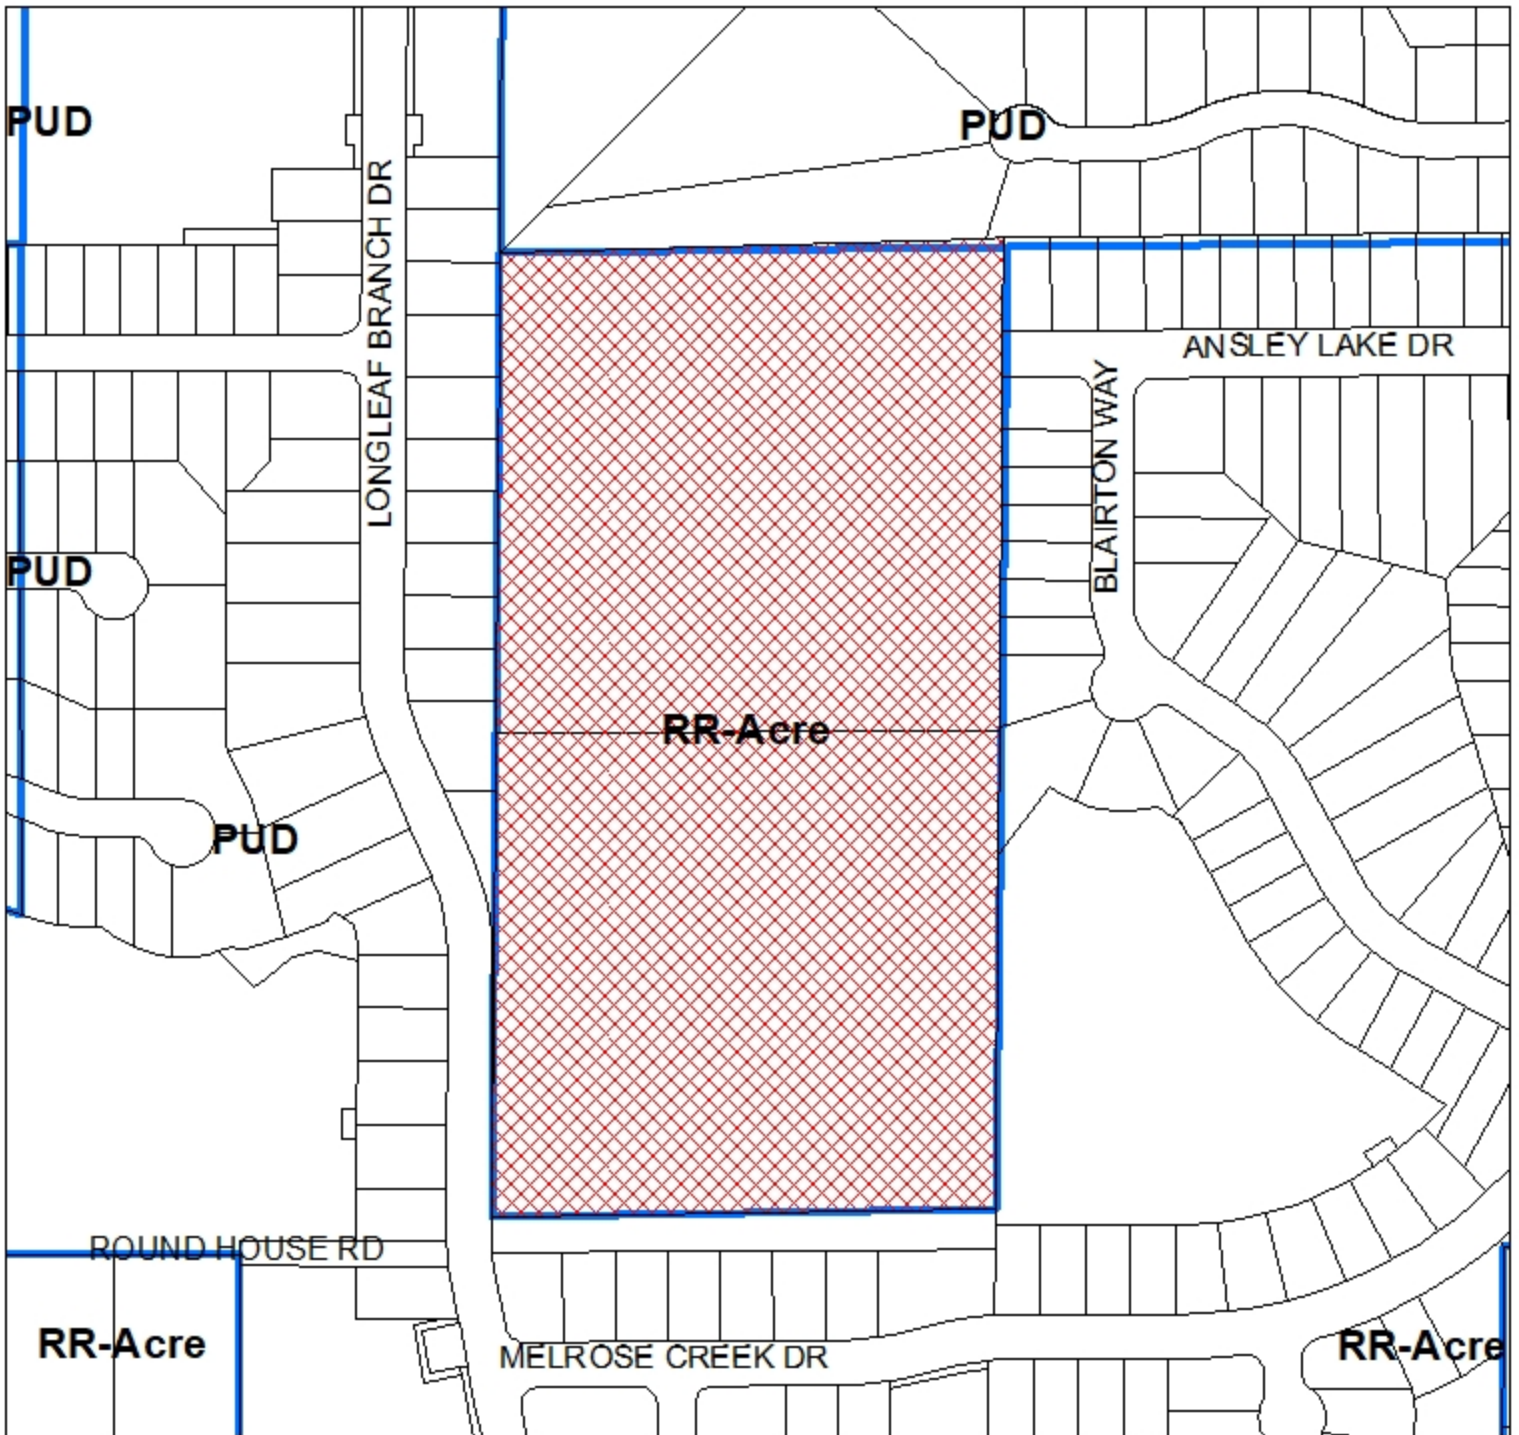 PUD
PUD
LONGLEAF BRANCH DR
ANSLEY LAKE DR
BLAIRTON WAY
PUD
RR-Acre
PUD
ROUND HOUSE RD
RR-Acre
MELROSE CREEK DR
RR-Acre